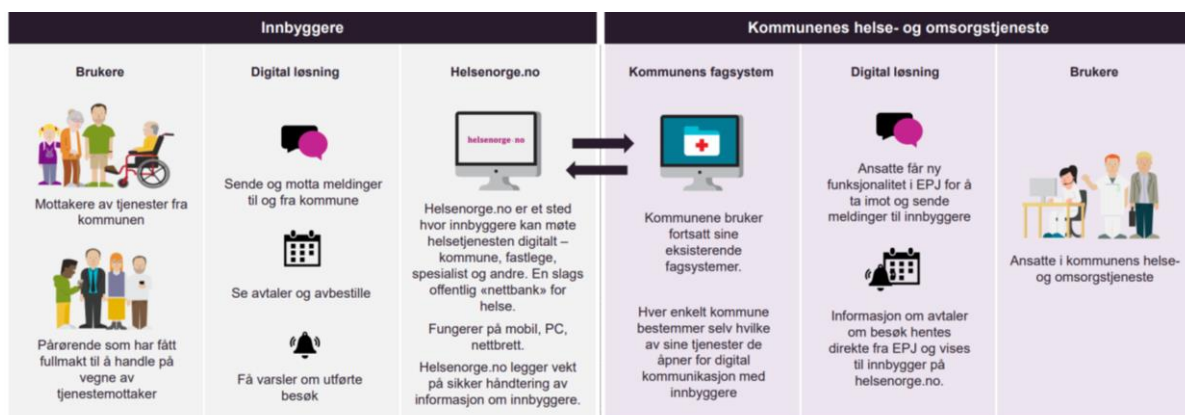 Innbyggere
Kommunenes helse- og omsorgstjeneste
Brukere
Mottakere av tjenester fra
kommunen
Pårørende som har fått
fullmakt til å handle på
vegne av
tjenestemottaker
Digital løsning
Sende og motta meldinger
til og fra kommune
Se avtaler og avbestille
Få varsler om utførte
besøk
Helsenorge.no
helsenorge.no
Helsenorge.no er et sted
hvor innbyggere kan møte
helsetjenesten digitalt –
kommune, fastlege,
spesialist og andre. En slags
offentlig «nettbank» for
helse.
Fungerer på mobil, PC,
nettbrett.
Helsenorge.no legger vekt
på sikker håndtering av
informasjon om innbyggere.
Kommunens fagsystem
Kommunene bruker
fortsatt sine
eksisterende
fagsystemer.
Hver enkelt kommune
bestemmer selv hvilke
av sine tjenester de
åpner for digital
kommunikasjon med
innbyggere
Digital løsning
Ansatte får ny
funksjonalitet i EPJ for å
ta imot og sende
meldinger til innbyggere
Informasjon om avtaler
om besøk hentes
direkte fra EPJ og vises
til innbygger på
helsenorge.no.
Brukere
Ansatte i kommunens helse-
og omsorgstjeneste